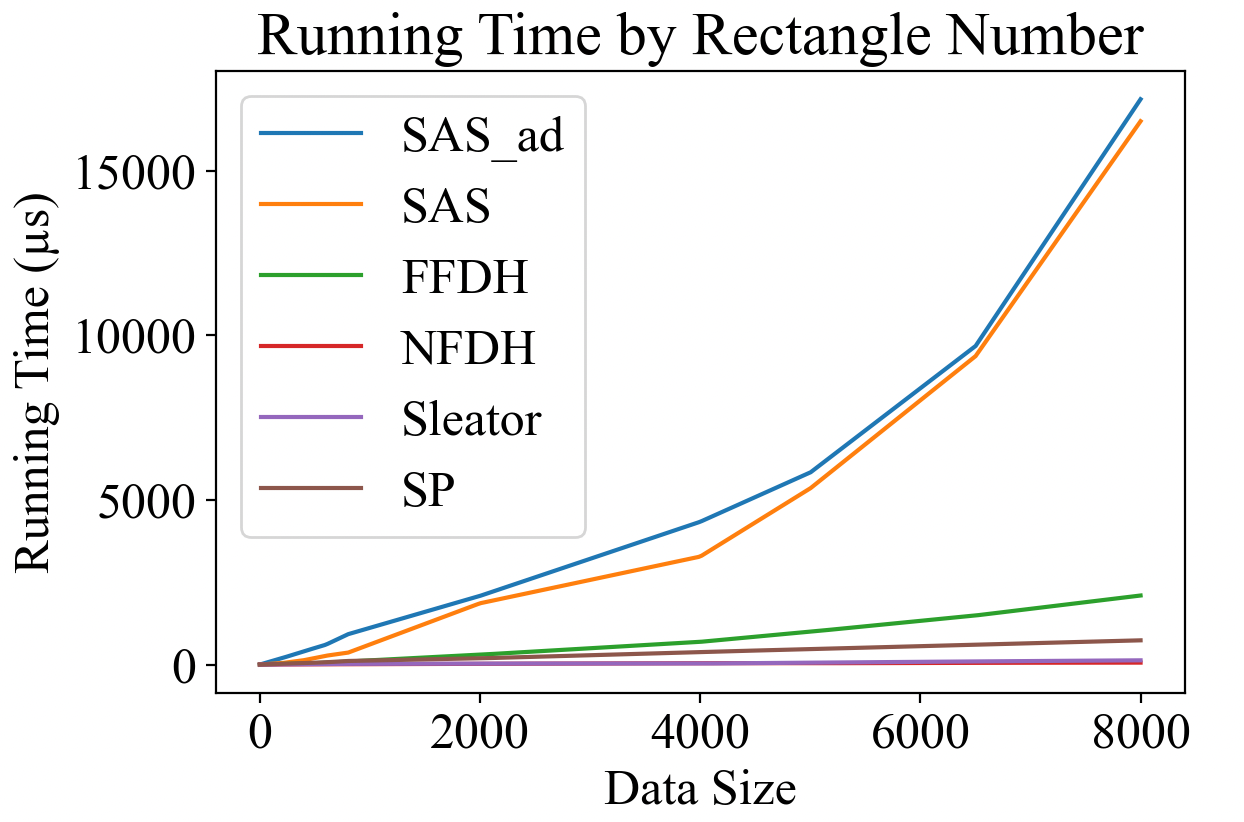 Running Time by Rectangle Number
SAS_ad
SAS
FFDH
NFDH
Sleator
SP
Running Time (μs)
15000
10000
5000
0
0 2000 4000 6000 8000
Data Size